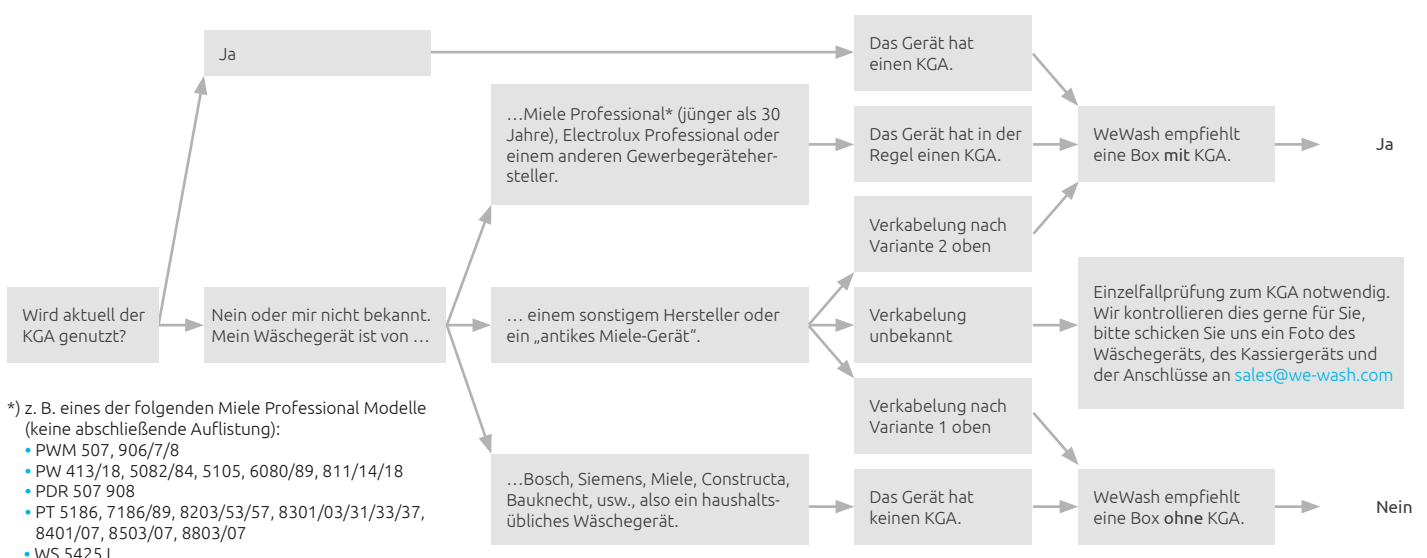 Ja
Das Gerät hat
einen KGA.
…Miele Professional* (jünger als 30
Jahre), Electrolux Professional oder
einem anderen Gewerbegeräteher-
steller.
Das Gerät hat in der
Regel einen KGA.
WeWash empfiehlt
eine Box mit KGA.
Ja
Verkabelung nach
Variante 2 oben
Wird aktuell der
KGA genutzt?
Nein oder mir nicht bekannt.
Mein Wäschegerät ist von …
… einem sonstigem Hersteller oder
ein „antikes Miele-Gerät“.
Verkabelung
unbekannt
Einzelfallprüfung zum KGA notwendig.
Wir kontrollieren dies gerne für Sie,
bitte schicken Sie uns ein Foto des
Wäschegeräts, des Kassiergeräts und
der Anschlüsse an sales@we-wash.com
Verkabelung nach
Variante 1 oben
…Bosch, Siemens, Miele, Constructa,
Bauknecht, usw., also ein haushalts-
übliches Wäschegerät.
Das Gerät hat
keinen KGA.
WeWash empfiehlt
eine Box ohne KGA.
Nein
*) z. B. eines der folgenden Miele Professional Modelle
(keine abschließende Auflistung):
• PWM 507, 906/7/8
• PW 413/18, 5082/84, 5105, 6080/89, 811/14/18
• PDR 507 908
• PT 5186, 7186/89, 8203/53/57, 8301/03/31/33/37,
8401/07, 8503/07, 8803/07
• WS 5425 I